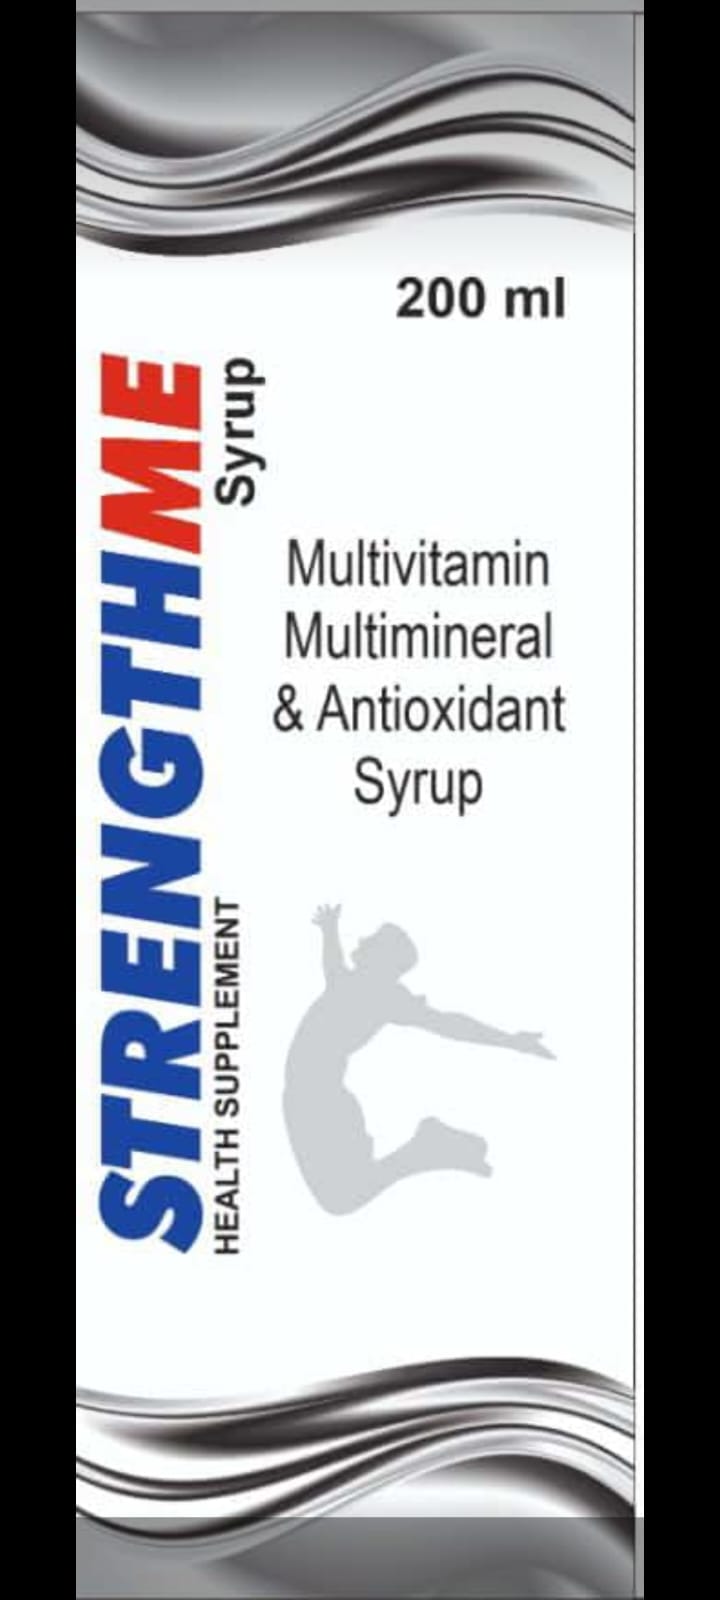 200 ml
STRENGTHME
Syrup
HEALTH SUPPLEMENT
Multivitamin
Multimineral
& Antioxidant
Syrup